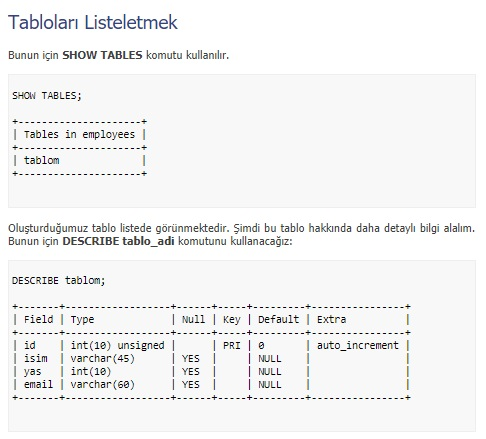 Tabloları Listeletmek
Bunun için SHOW TABLES komutu kullanılır.
SHOW TABLES;
+---------------------+
| Tables in employees |
+---------------------+
| tablom              |
+---------------------+
Oluşturduğumuz tablo listede görünmektedir. Şimdi bu tablo hakkında daha detaylı bilgi alalım.
Bunun için DESCRIBE tablo_adi komutunu kullanacağız:
DESCRIBE tablom;
+-------+------------------+------+-----+---------+----------------+
| Field | Type             | Null | Key | Default | Extra          |
+-------+------------------+------+-----+---------+----------------+
| id    | int(10) unsigned |      | PRI | 0       | auto_increment |
| isim  | varchar(45)      | YES  |     | NULL    |                |
| yas   | int(10)          | YES  |     | NULL    |                |
| email | varchar(60)      | YES  |     | NULL    |                |
+-------+------------------+------+-----+---------+----------------+